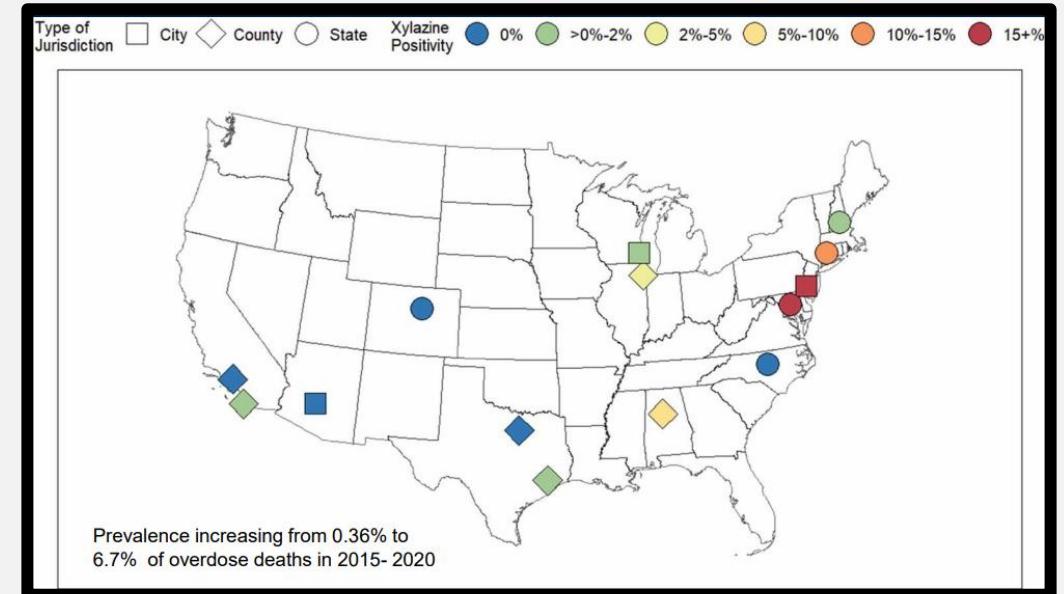 Type of Jurisdiction City County State Xylazine Positivity 0% >0%-2% 2%-5% 5%-10% 10%-15% 15+%
Prevalence increasing from 0.36% to
6.7% of overdose deaths in 2015- 2020